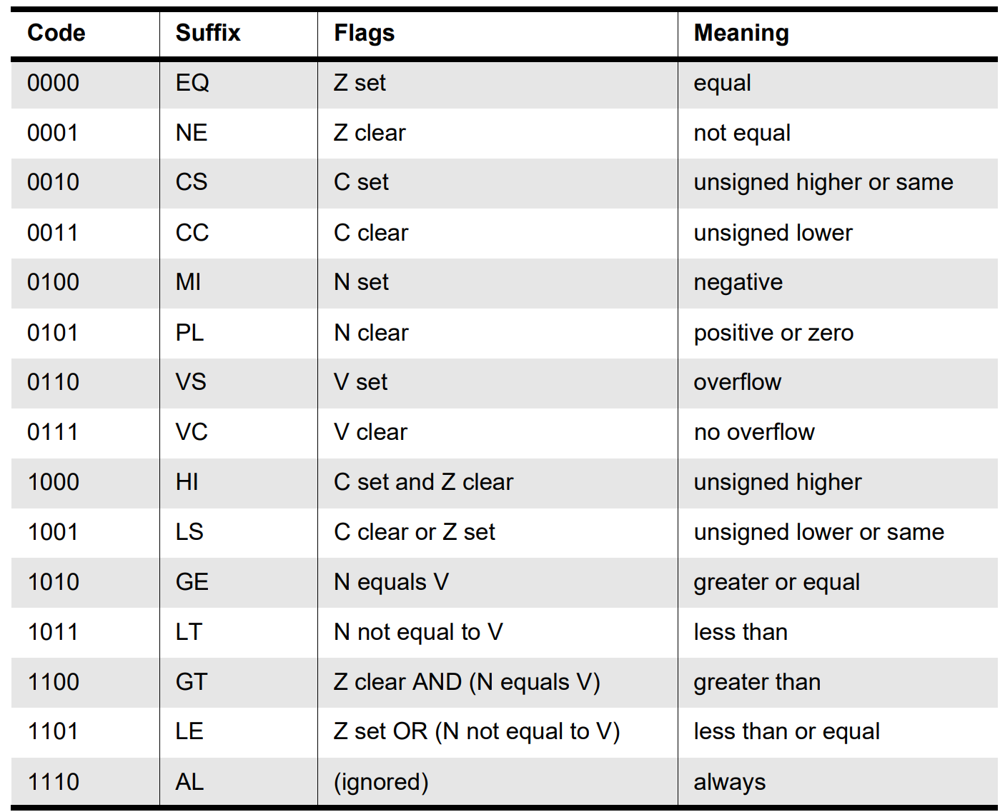 Code Suffix Flags Meaning
0000 EQ Z set equal
0001 NE Z clear not equal
0010 CS C set unsigned higher or same
0011 CC C clear unsigned lower
0100 MI N set negative
0101 PL N clear positive or zero
0110 VS V set overflow
0111 VC V clear no overflow
1000 HI C set and Z clear unsigned higher
1001 LS C clear or Z set unsigned lower or same
1010 GE N equals V greater or equal
1011 LT N not equal to V less than
1100 GT Z clear AND (N equals V) greater than
1101 LE Z set OR (N not equal to V) less than or equal
1110 AL (ignored) always